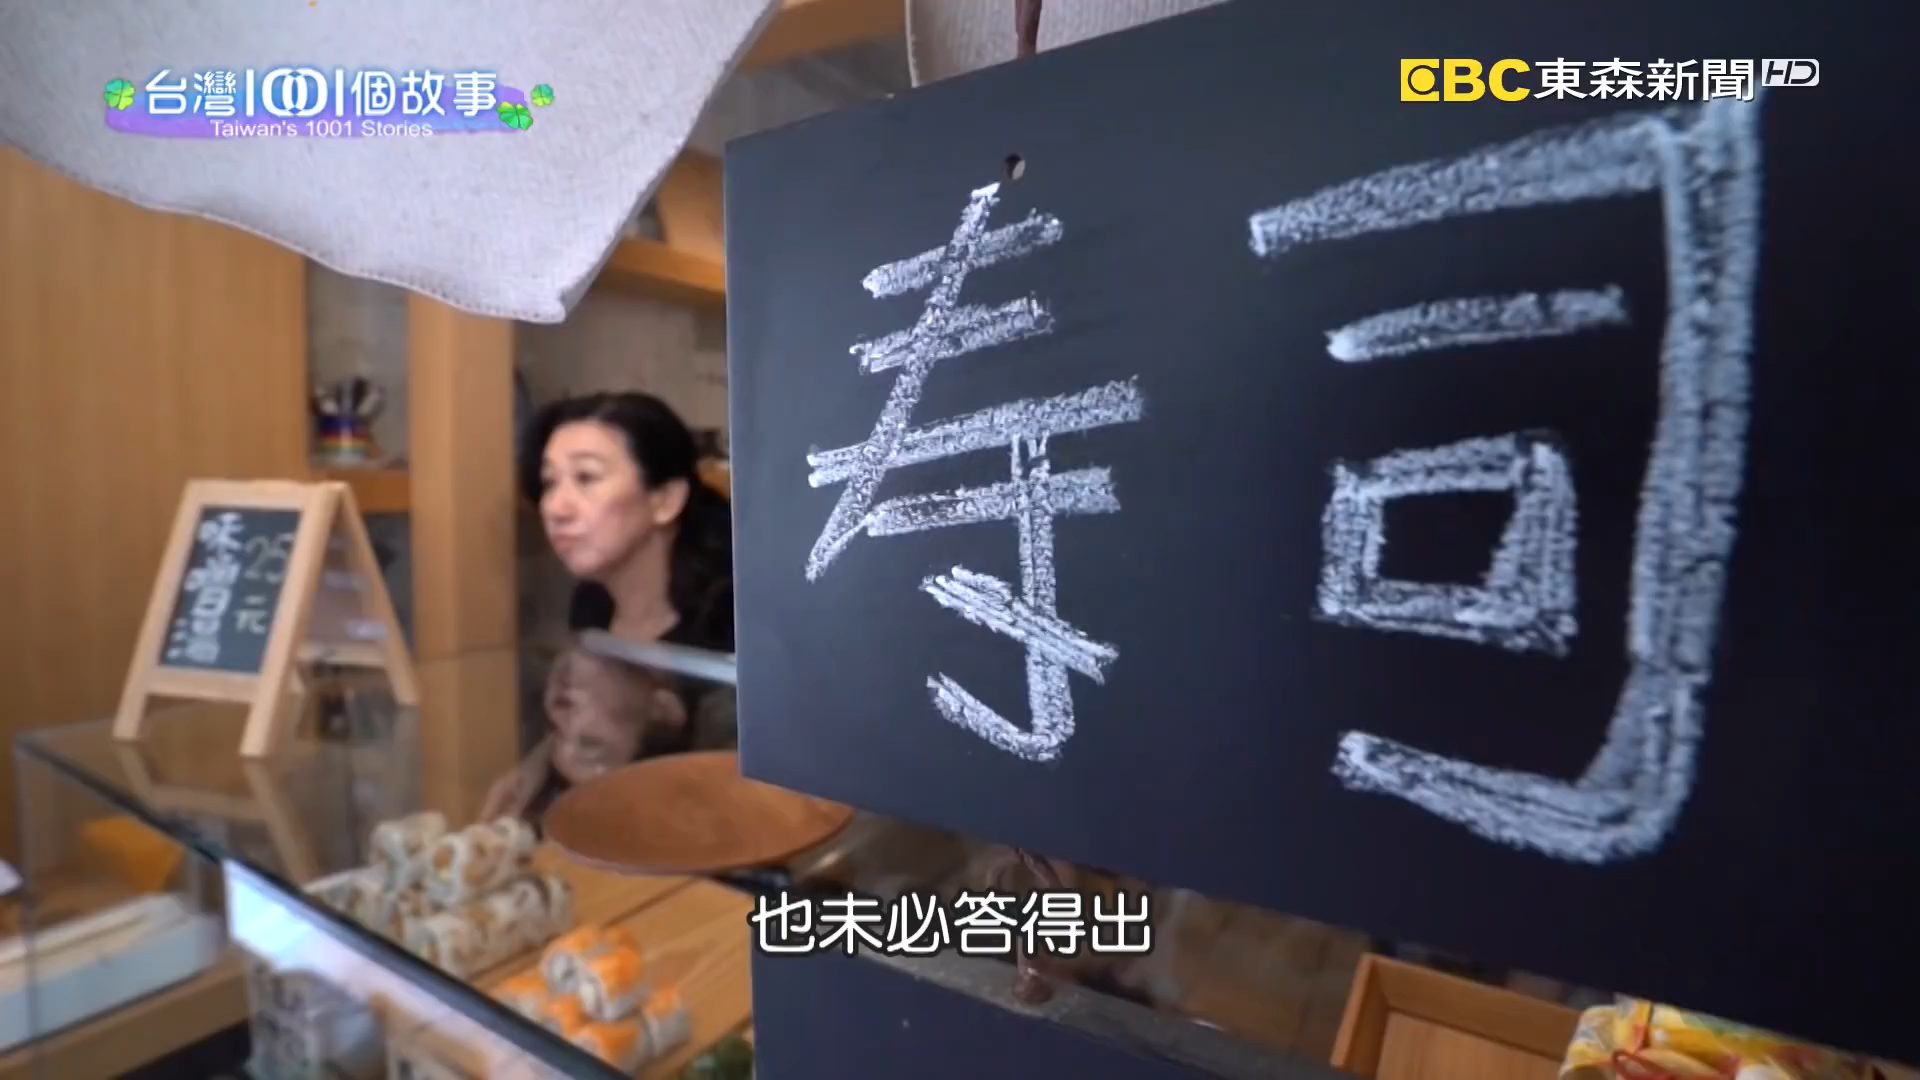 台灣1001個故事
Taiwan's 1001 Stories
EBC東森新聞HD
寿司
味噌湯
25元
也未必答得出